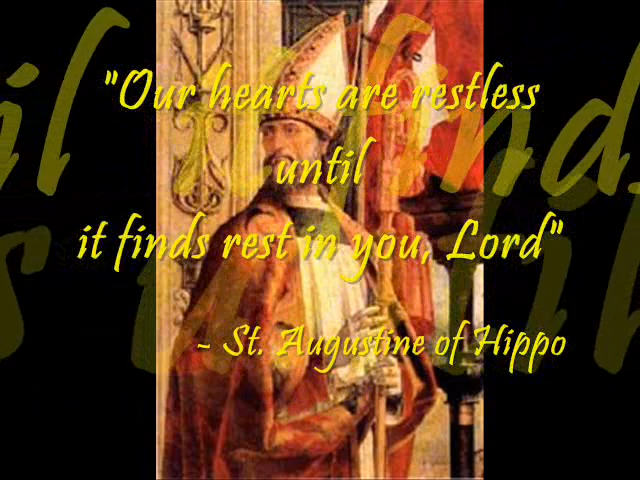 "Our hearts are restless
until
it finds rest in you, Lord"
~ St. Augustine of Hippo